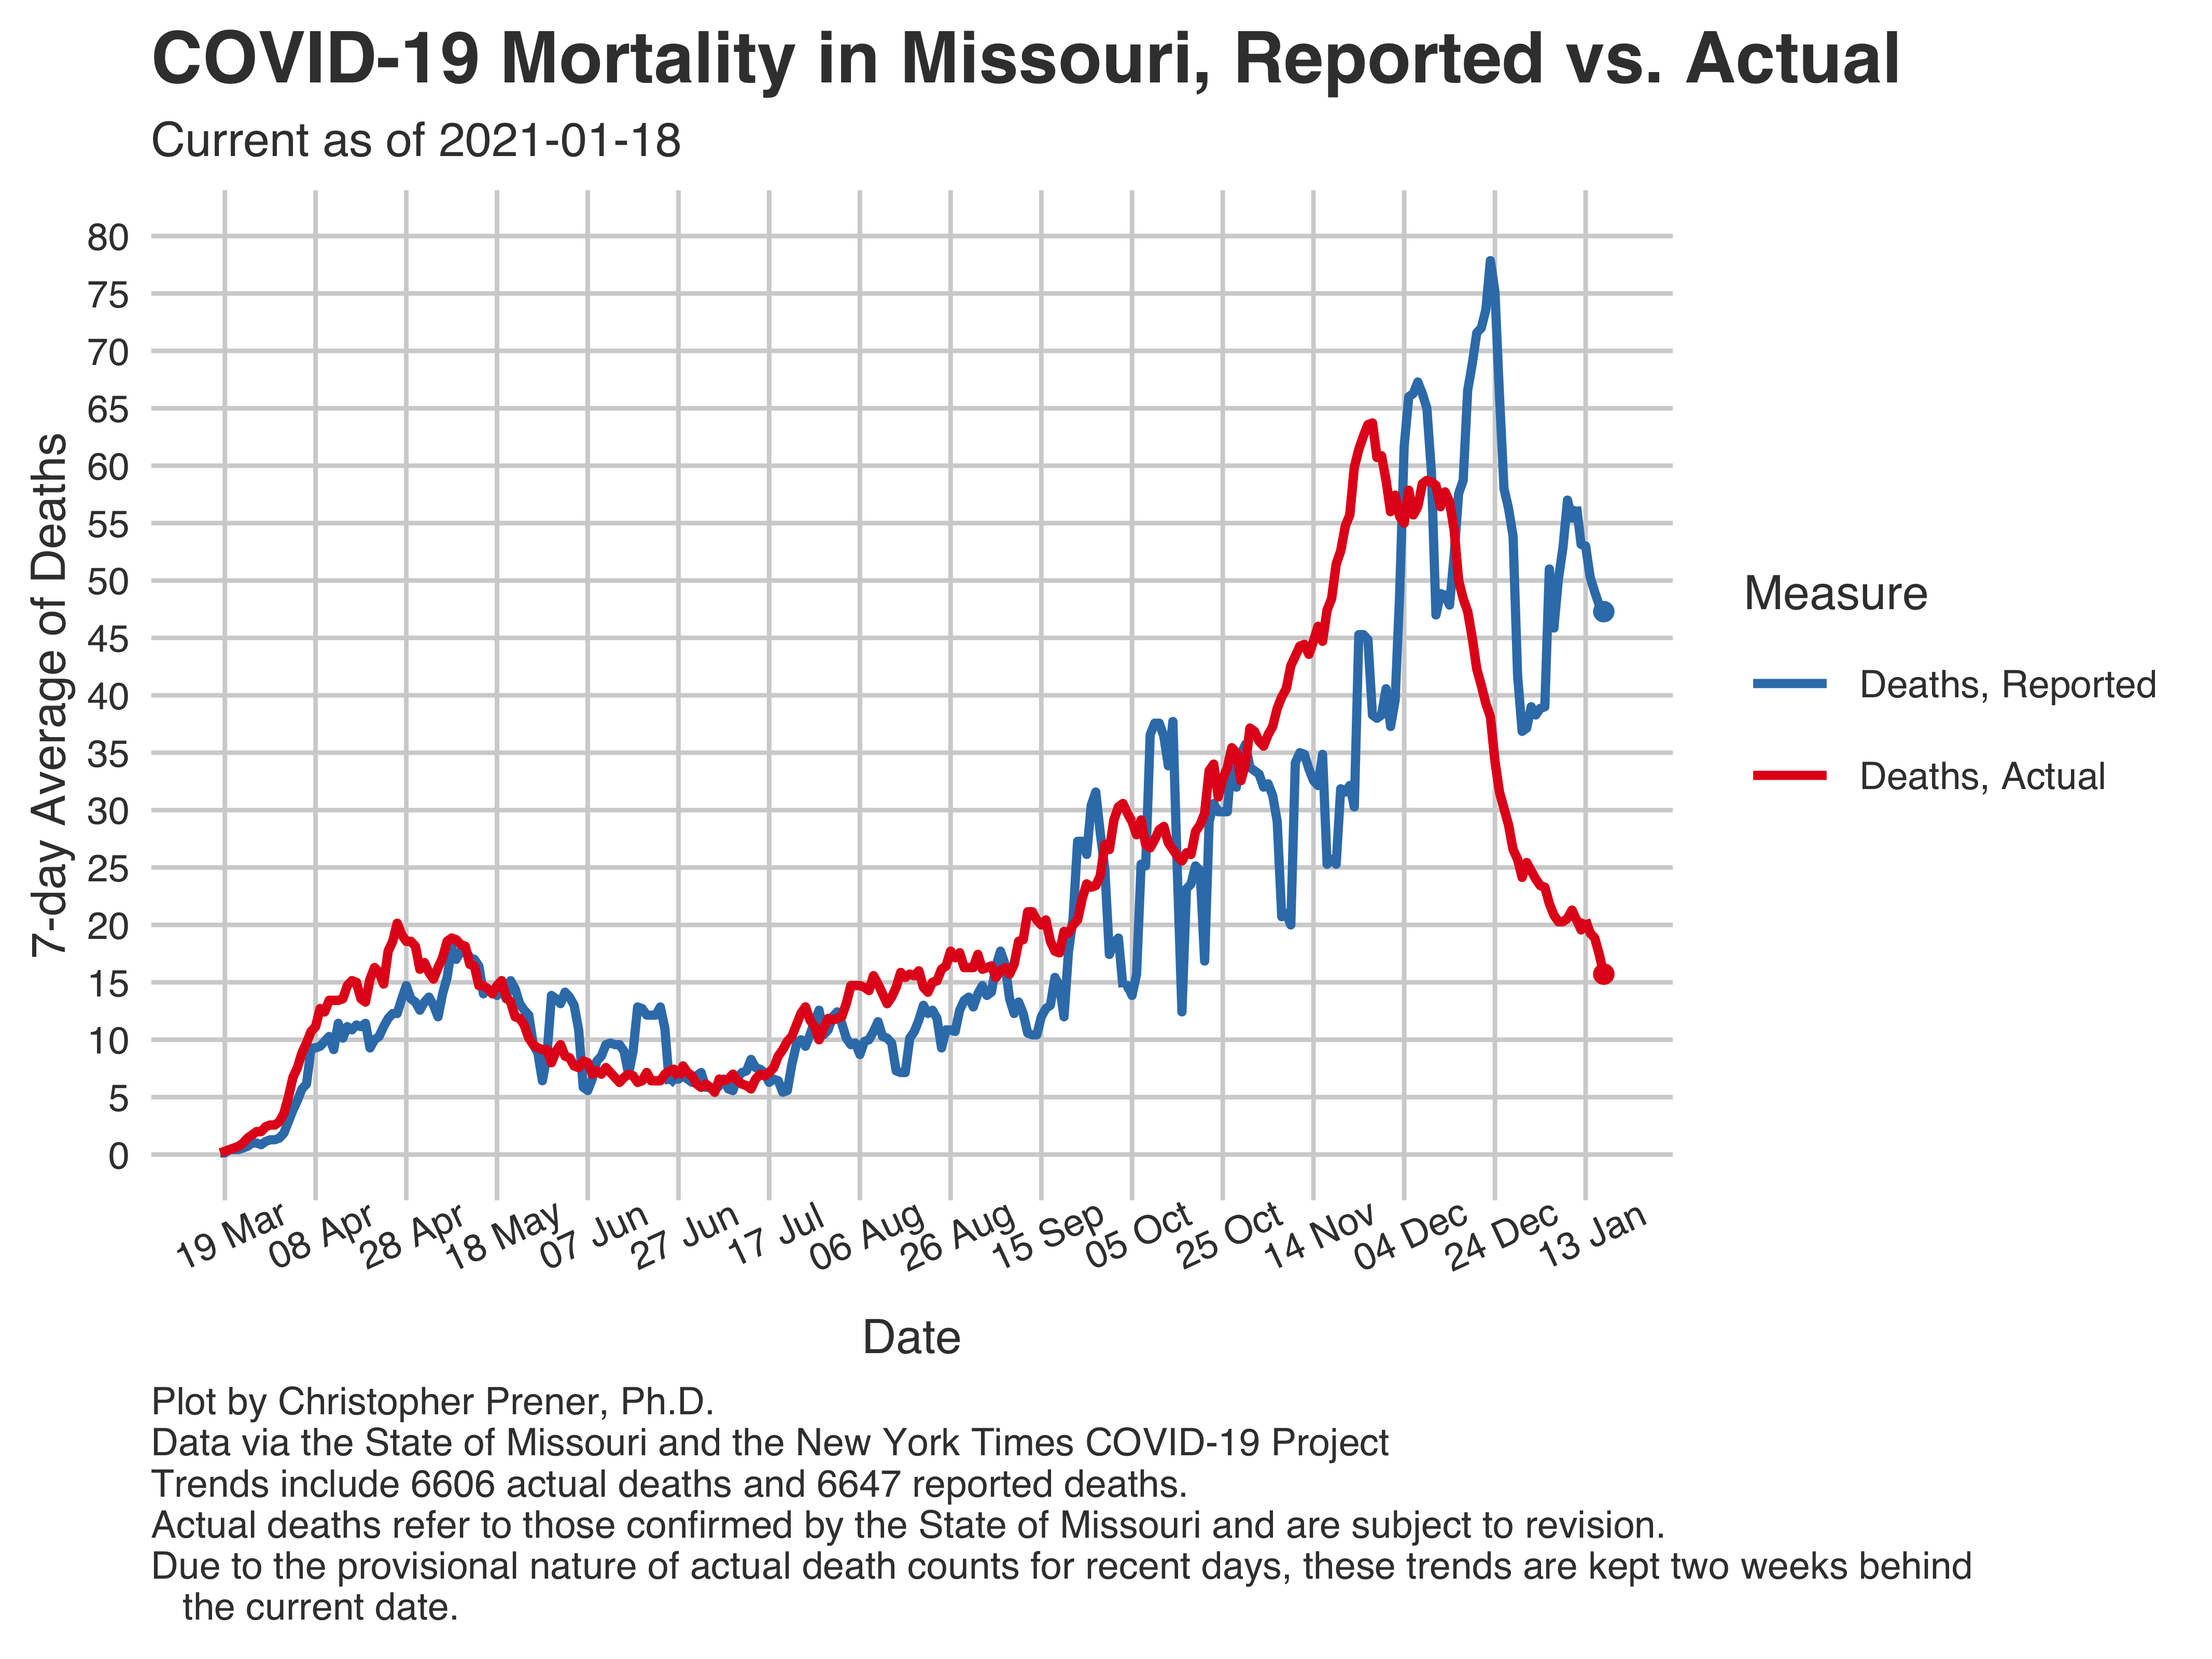 COVID-19 Mortality in Missouri, Reported vs. Actual
Current as of 2021-01-18
7-day Average of Deaths
80
75
70
65
60
55
50
45
40
35
30
25
20
15
10
5
0
19 Mar
08 Apr
28 Apr
18 May
07 Jun
27 Jun
17 Jul
06 Aug
26 Aug
15 Sep
05 Oct
25 Oct
14 Nov
04 Dec
24 Dec
13 Jan
Date
Measure
Deaths, Reported
Deaths, Actual
Plot by Christopher Prener, Ph.D.
Data via the State of Missouri and the New York Times COVID-19 Project
Trends include 6606 actual deaths and 6647 reported deaths.
Actual deaths refer to those confirmed by the State of Missouri and are subject to revision.
Due to the provisional nature of actual death counts for recent days, these trends are kept two weeks behind
the current date.